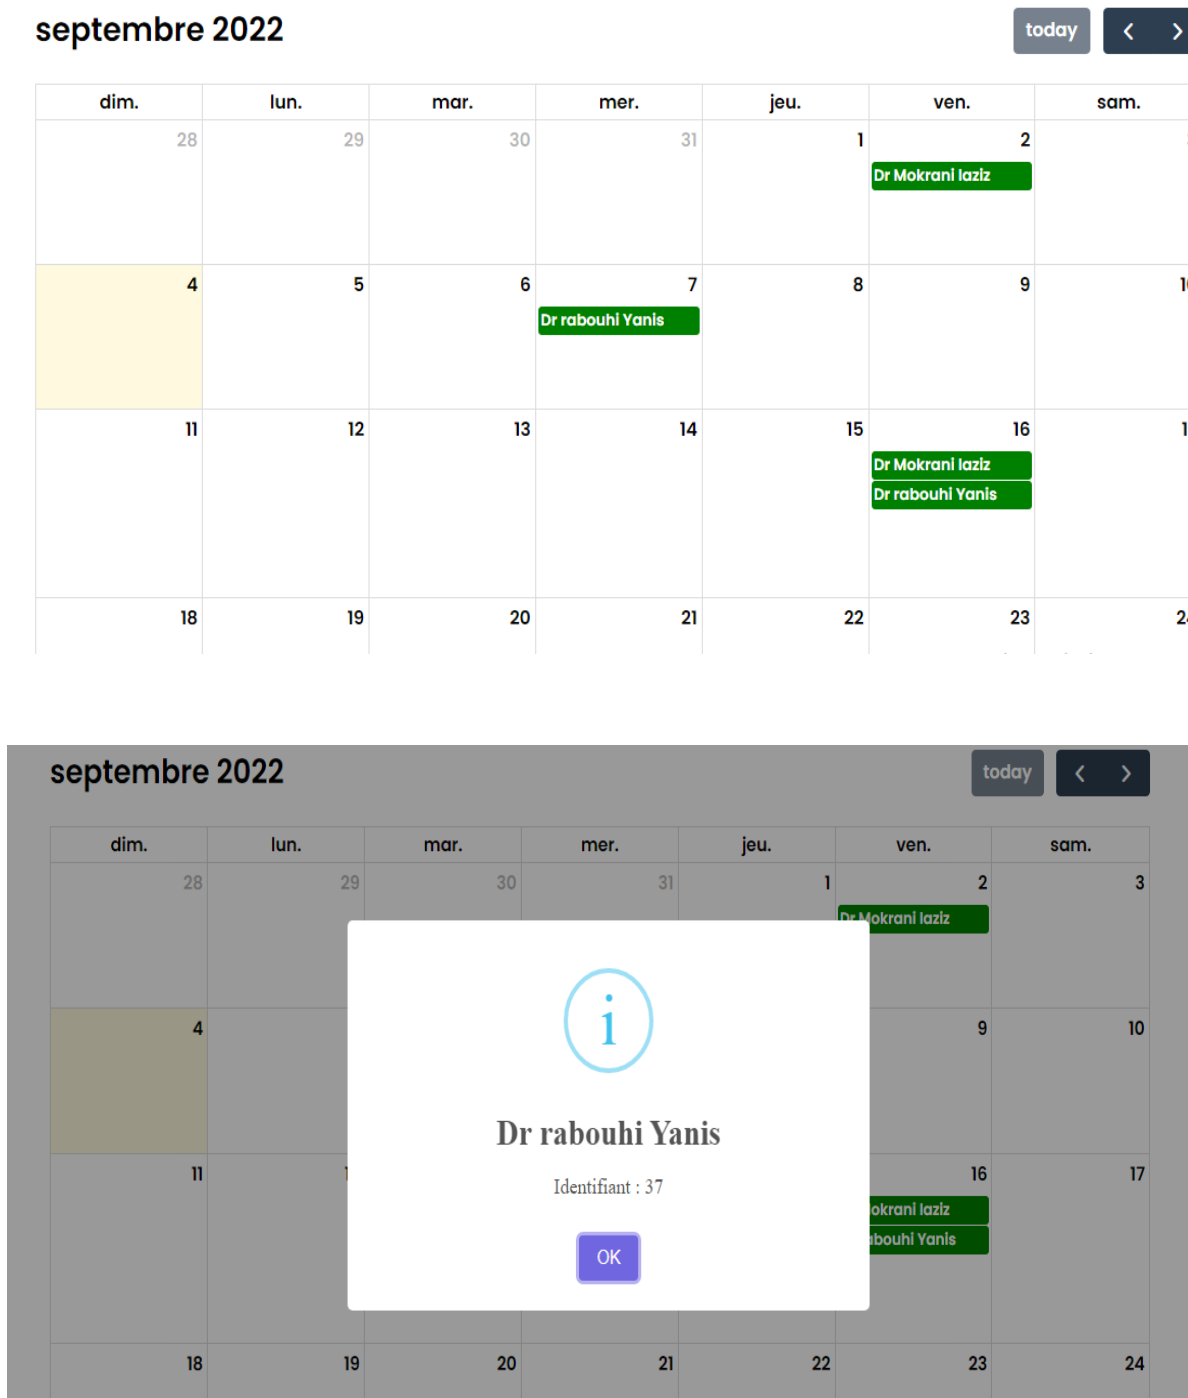 septembre 2022 today
dim. lun. mar. mer. jeu. ven. sam.
28 29 30 31 1 2
Dr Mokrani Iaziz
4 5 6 7 8 9
Dr rabouhi Yanis
11 12 13 14 15 16
Dr Mokrani Iaziz
Dr rabouhi Yanis
18 19 20 21 22 23
septembre 2022 today
dim. lun. mar. mer. jeu. ven. sam.
28 29 30 31 1 2 3
Dr Mokrani Iaziz
i
4 9 10
Dr rabouhi Yanis
11 16 17
Identifiant : 37
okrani Iaziz
bouhi Yanis
OK
18 19 20 21 22 23 24